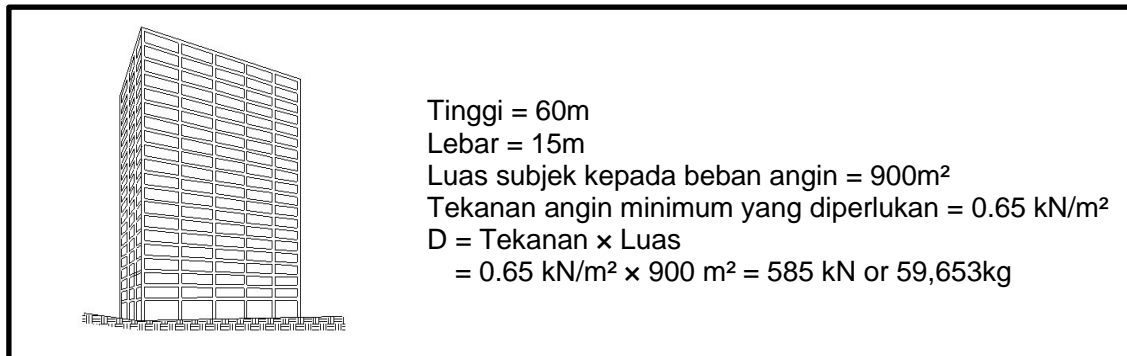 Tinggi = 60m
Lebar = 15m
Luas subjek kepada beban angin = 900m²
Tekanan angin minimum yang diperlukan = 0.65 kN/m²
D = Tekanan × Luas
= 0.65 kN/m² × 900 m² = 585 kN or 59,653kg